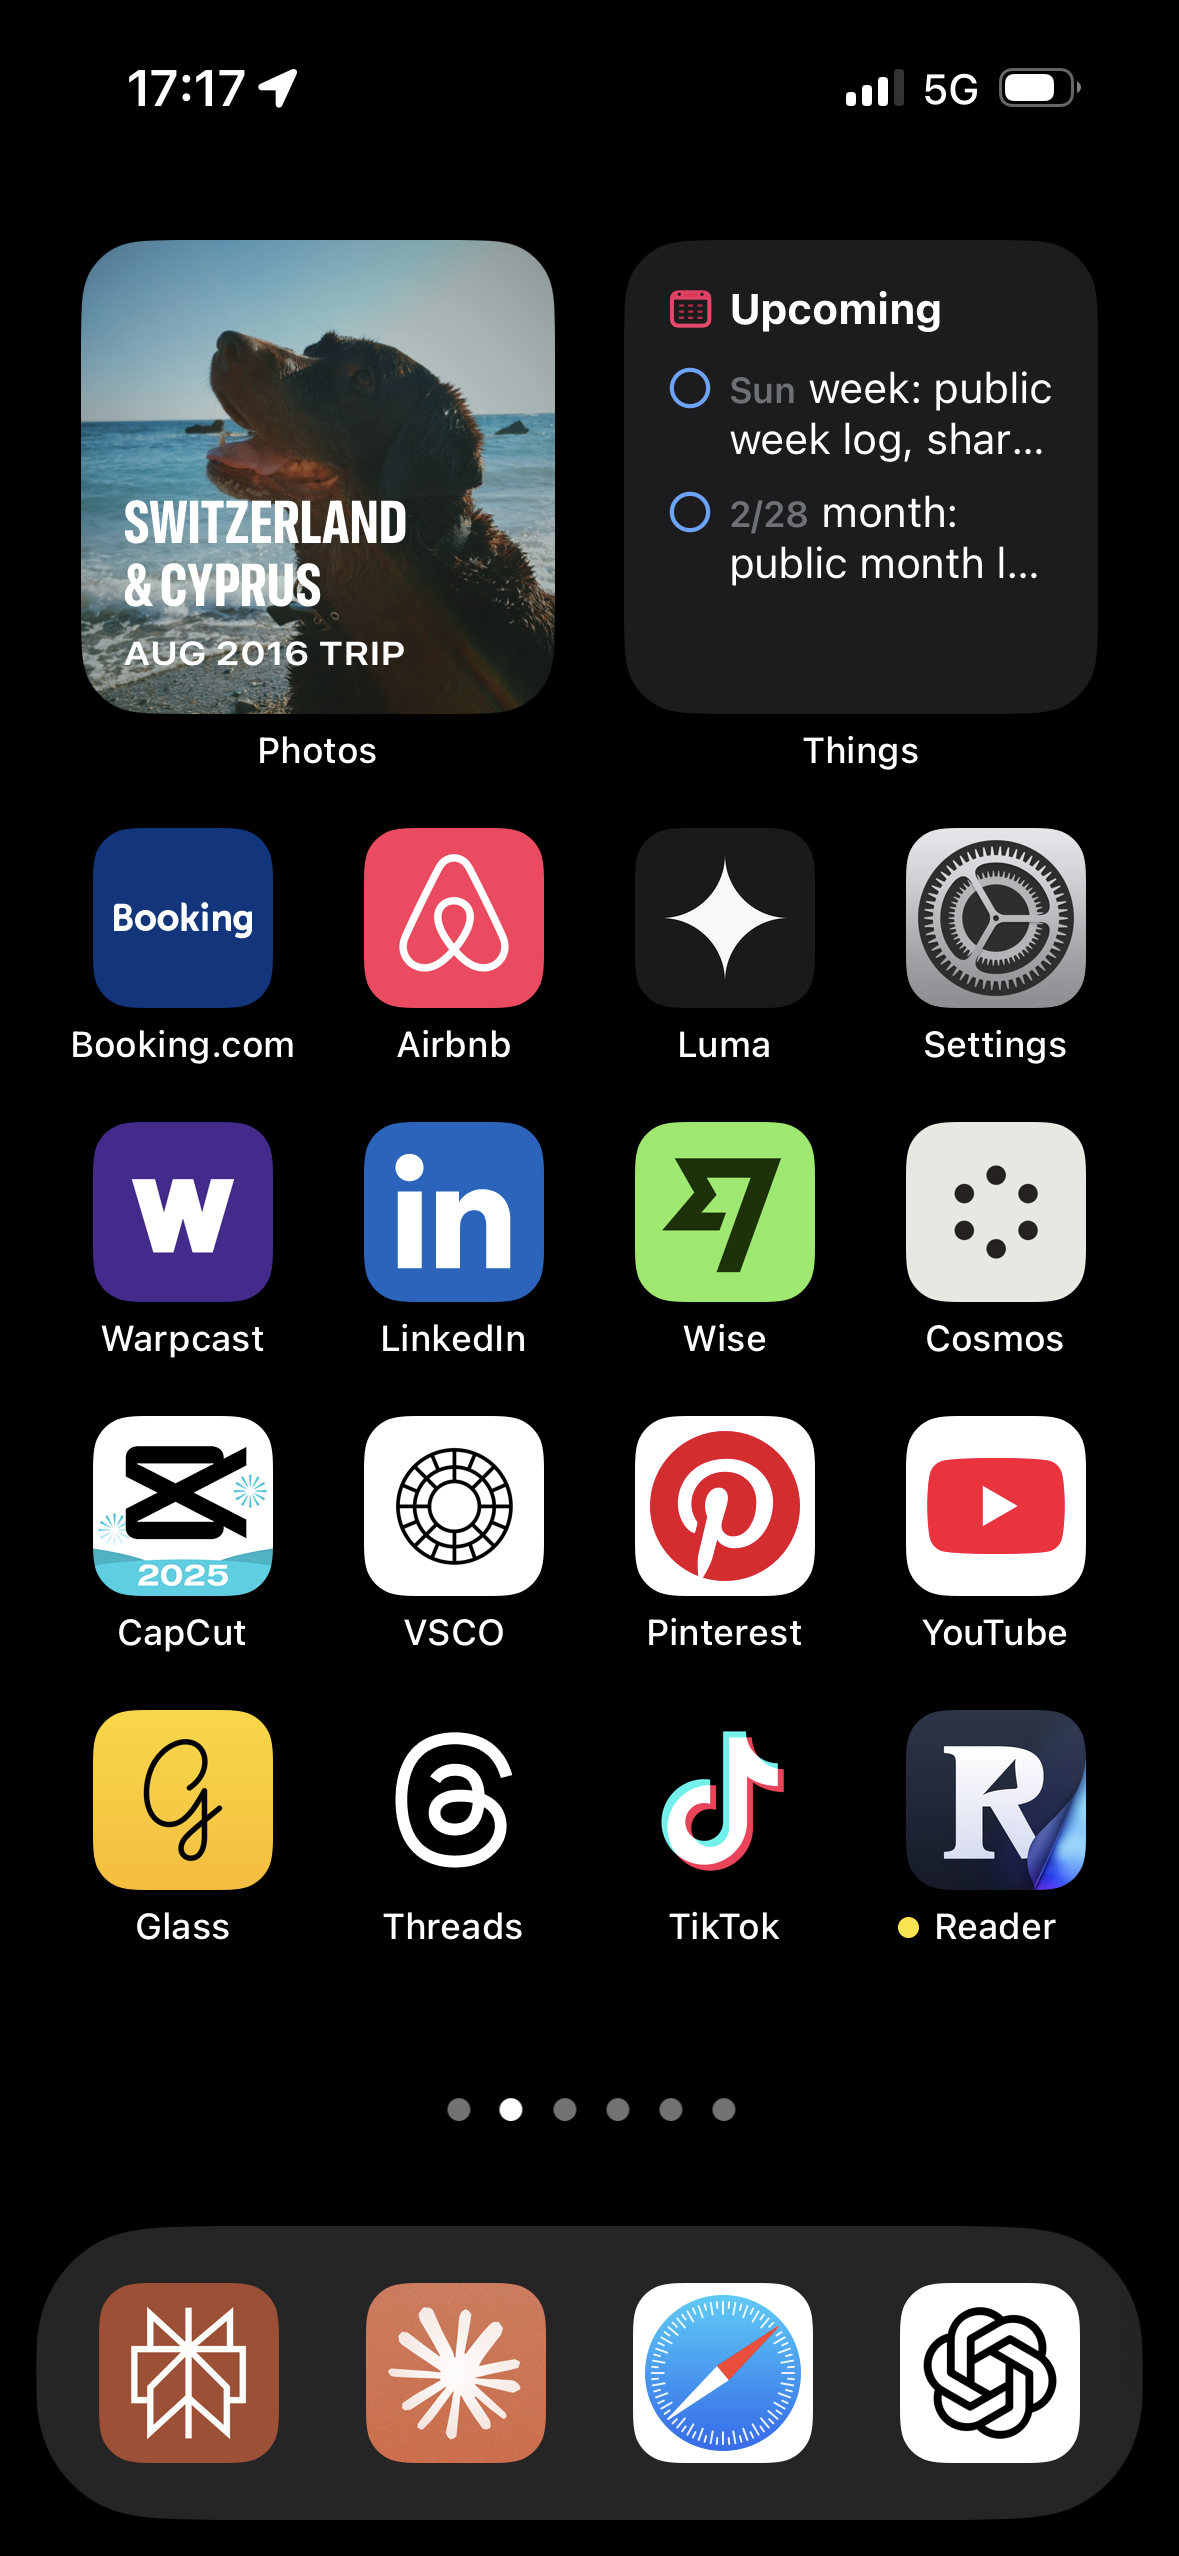 17:17
5G
SWITZERLAND
& CYPRUS
AUG 2016 TRIP
Photos
Upcoming
Sun week: public
week log, shar...
2/28 month:
public month l...
Things
Booking
Booking.com
Airbnb
Luma
Settings
W
Warpcast
in
LinkedIn
Wise
Cosmos
2025
CapCut
VSCO
Pinterest
YouTube
G
Glass
Threads
TikTok
R
Reader